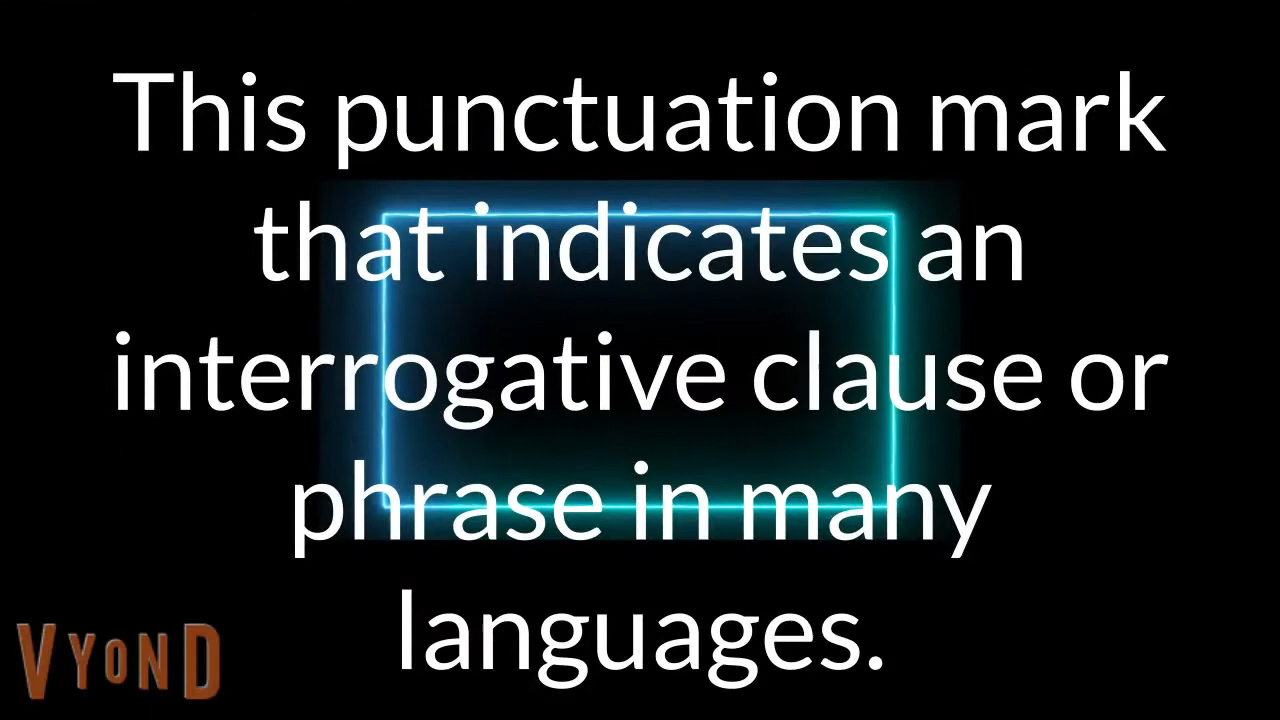 This punctuation mark
that indicates an
interrogative clause or
phrase in many
languages.
VYOND